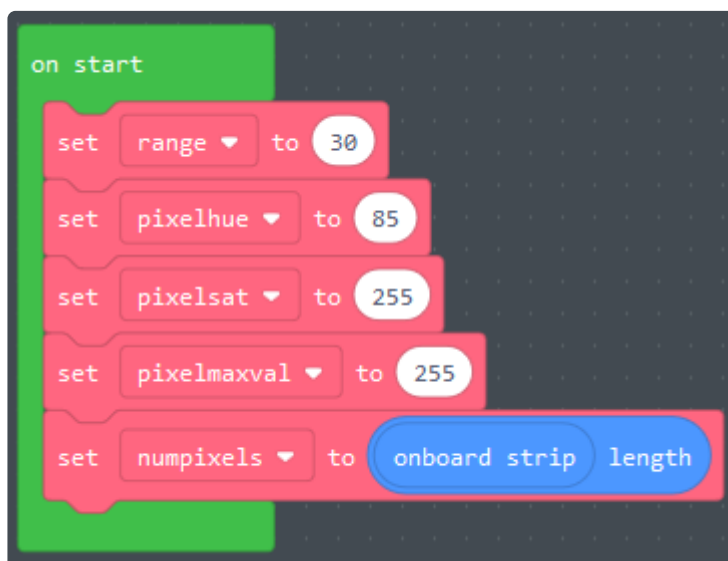 on start
set range to 30
set pixelhue to 85
set pixelsat to 255
set pixelmaxval to 255
set numpixels to onboard strip length